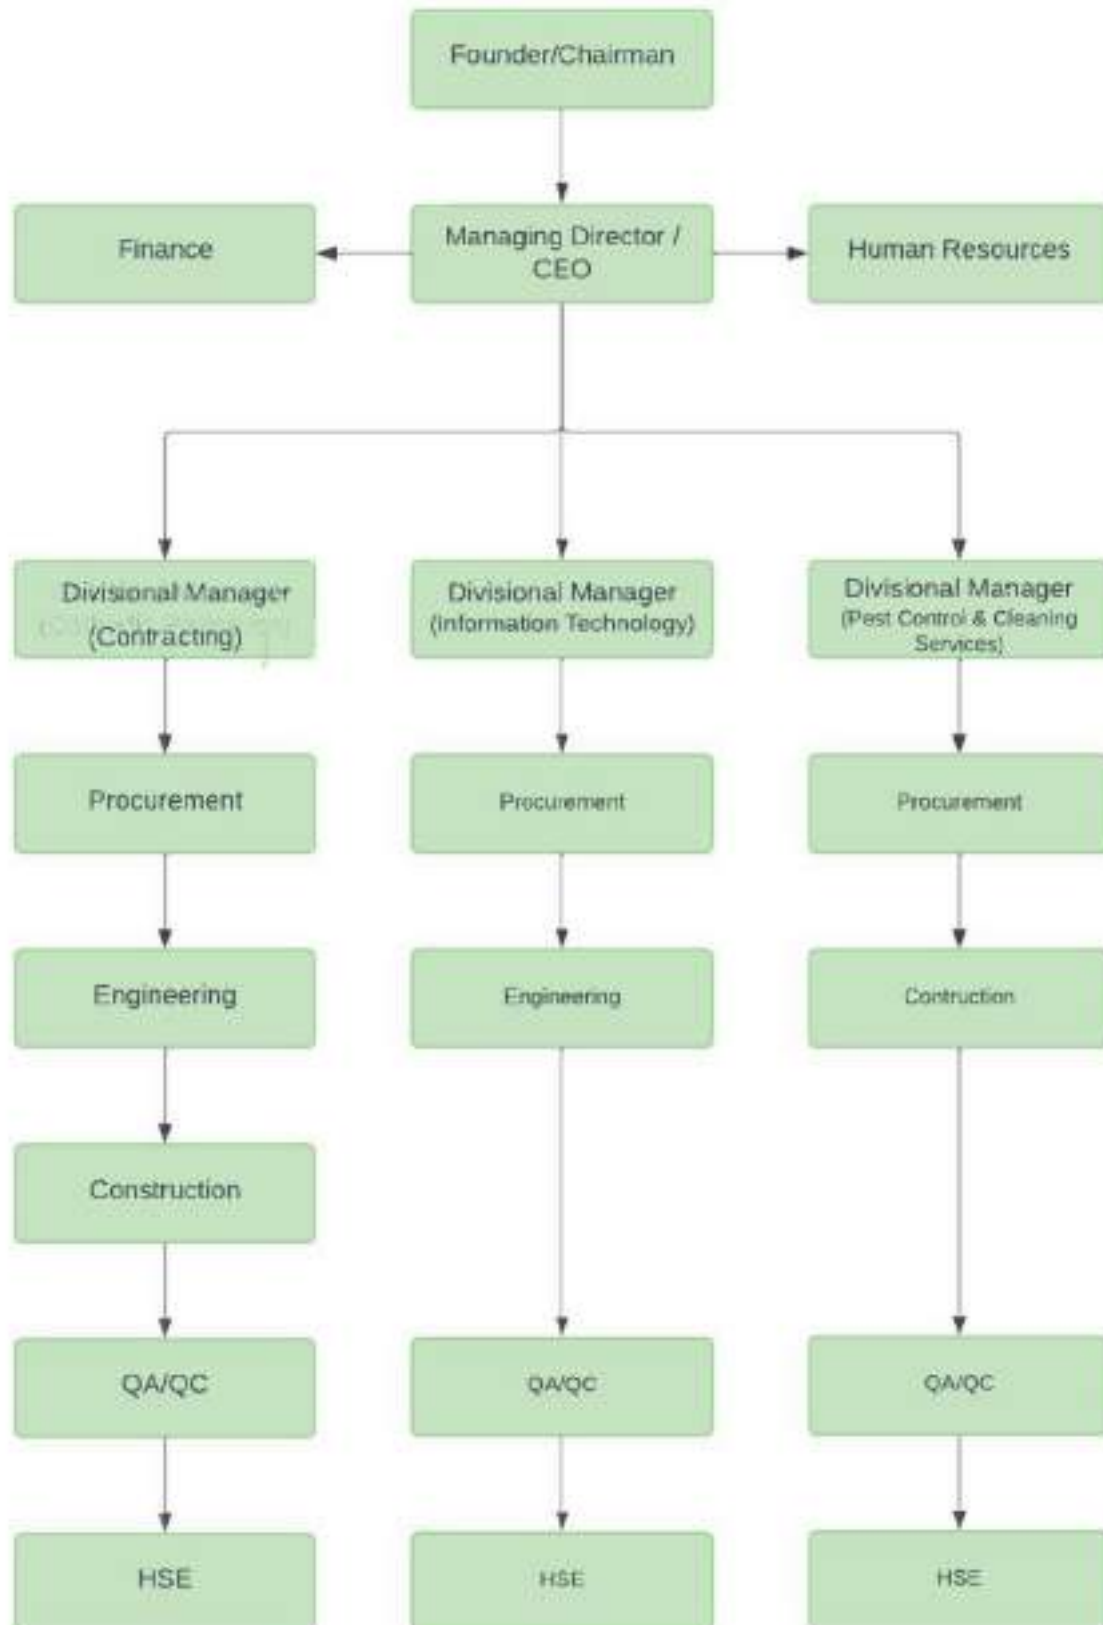 Founder/Chairman
Finance
Managing Director /
CEO
Human Resources
Divisional Manager
(Contracting)
Divisional Manager
(Information Technology)
Divisional Manager
(Pest Control & Cleaning
Services)
Procurement
Procurement
Procurement
Engineering
Engineering
Contruction
Construction
QA/QC
QA/QC
QA/QC
HSE
HSE
HSE